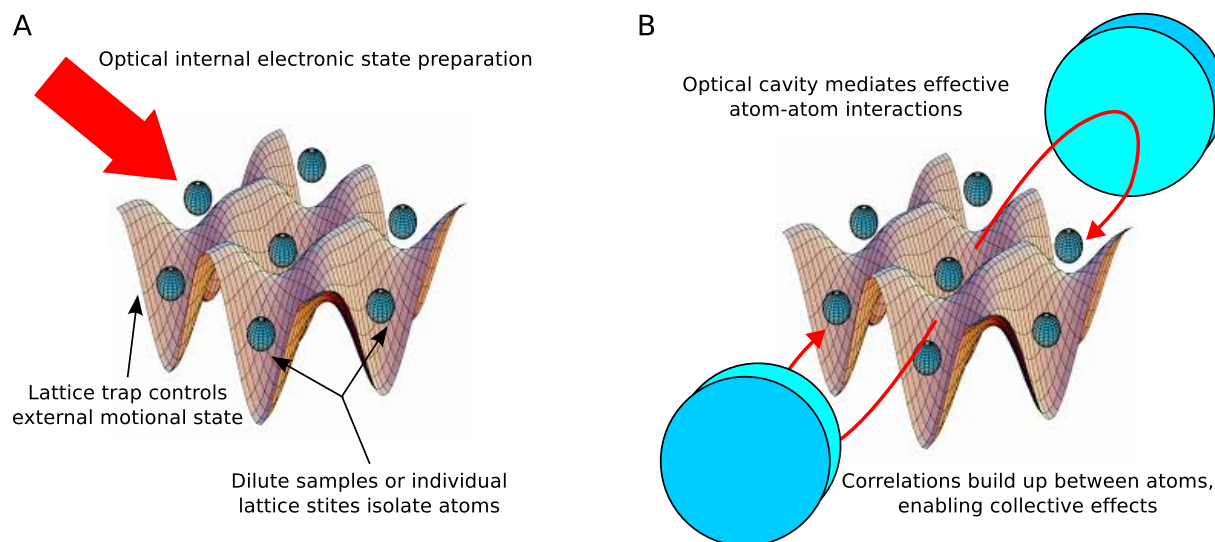 A
Optical internal electronic state preparation
Lattice trap controls
external motional state
Dilute samples or individual
lattice stites isolate atoms
B
Optical cavity mediates effective
atom-atom interactions
Correlations build up between atoms,
enabling collective effects